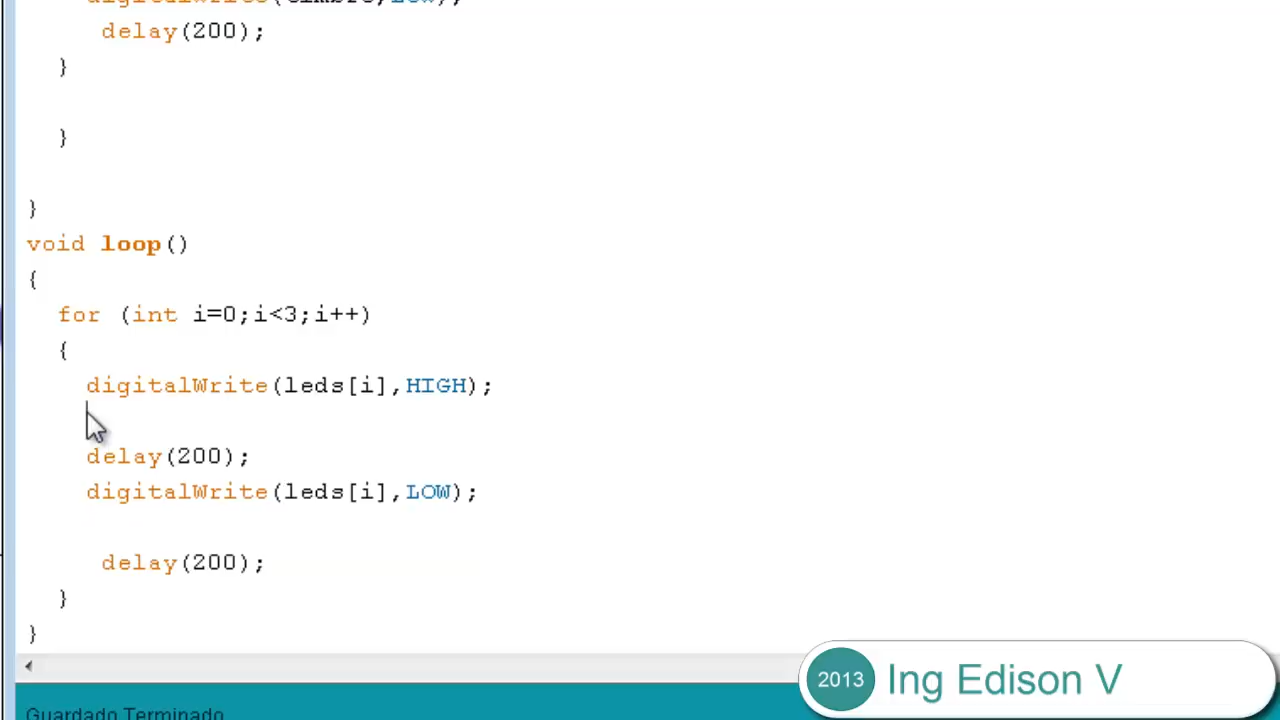 delay(200);
}
}
}
void loop()
{
for (int i=0;i<3;i++)
{
digitalWrite(leds[i],HIGH);
delay(200);
digitalWrite(leds[i],LOW);
delay(200);
}
}
2013 Ing Edison V
Guardado Terminado